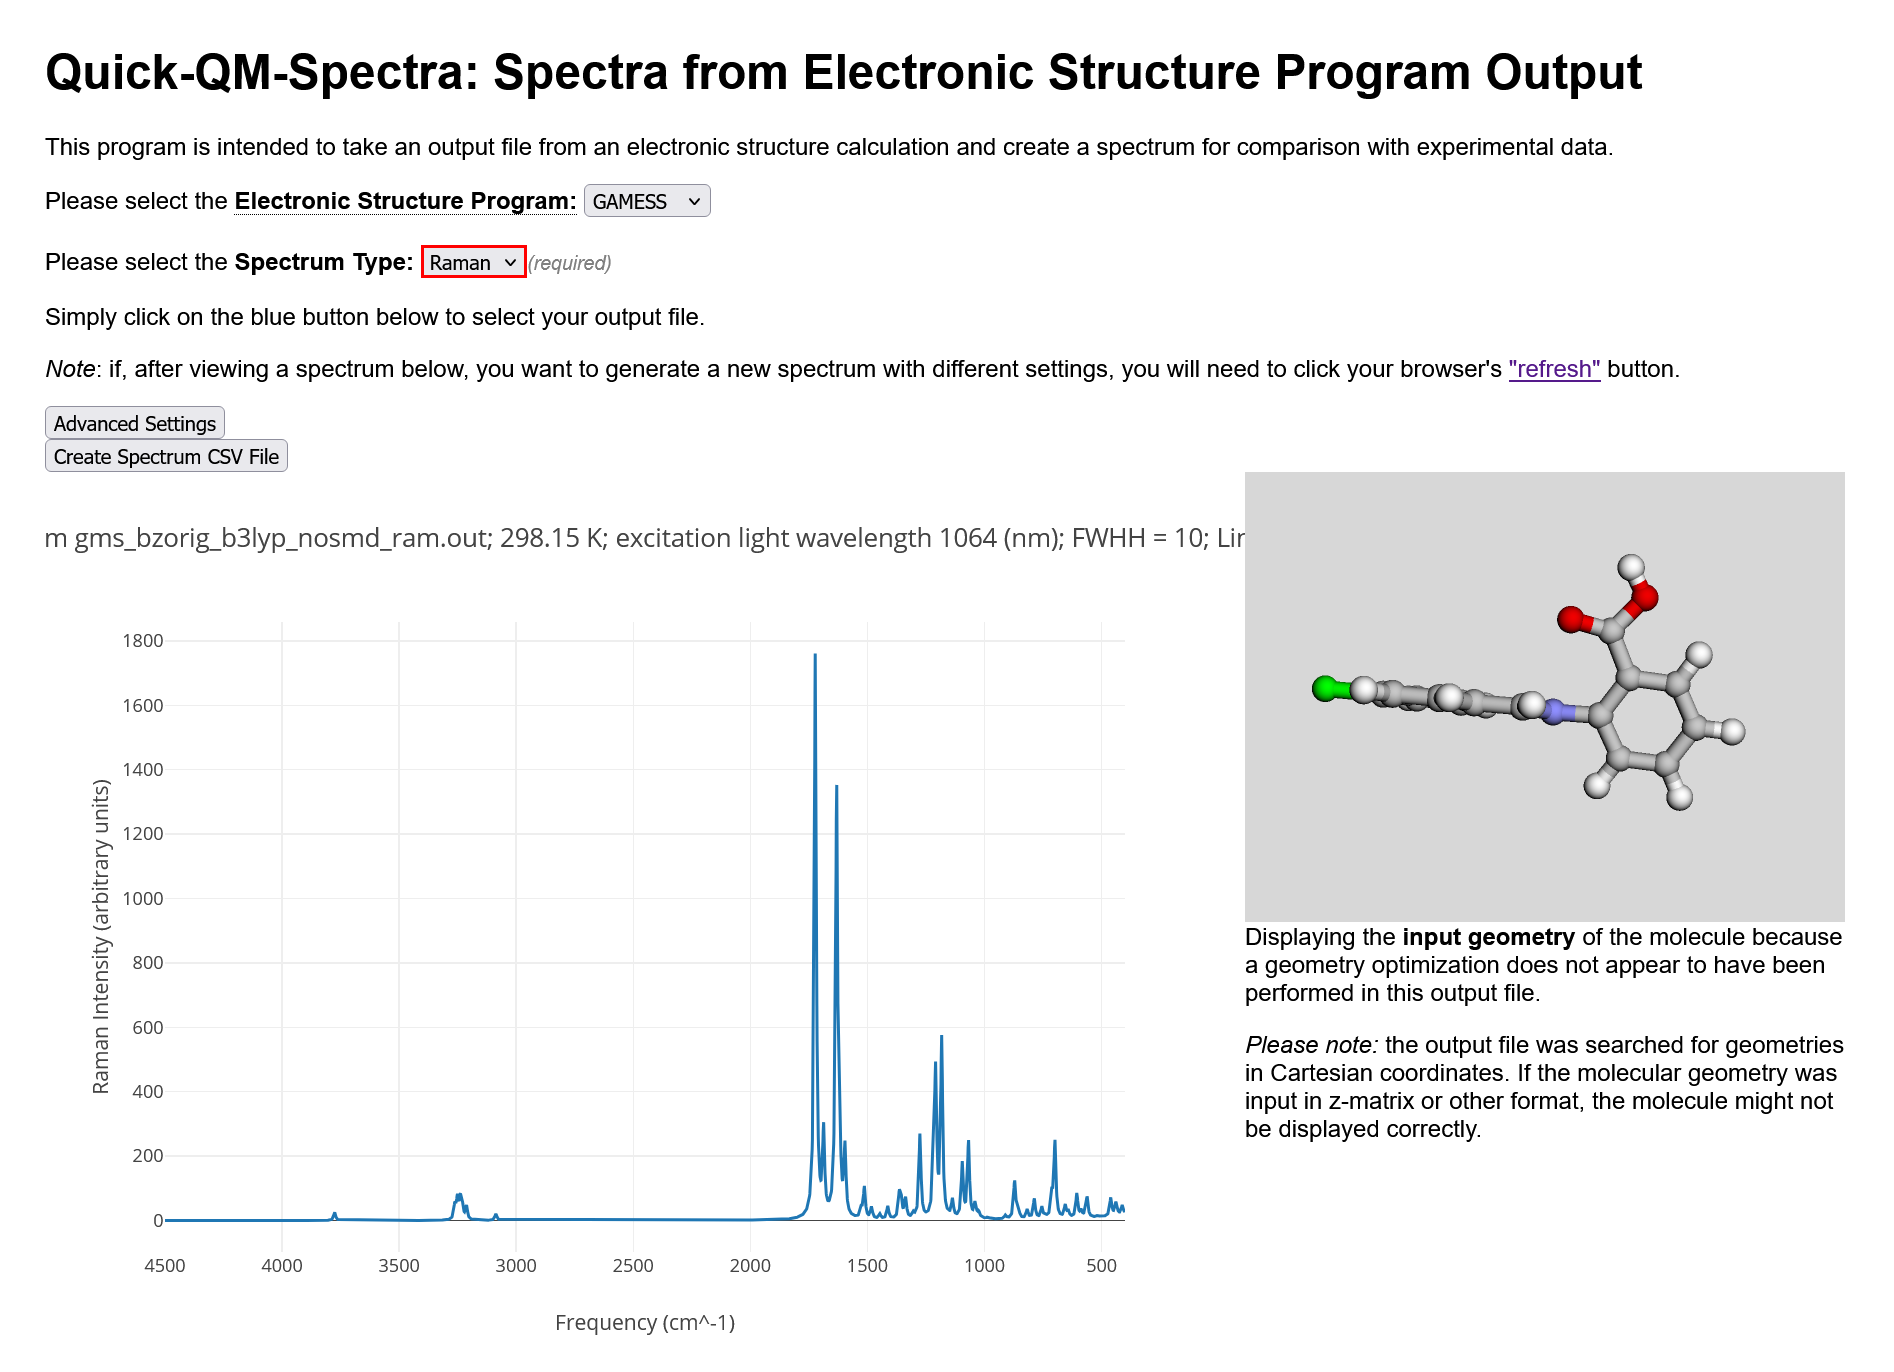 Quick-QM-Spectra: Spectra from Electronic Structure Program Output
This program is intended to take an output file from an electronic structure calculation and create a spectrum for comparison with experimental data.
Please select the Electronic Structure Program: GAMESS
Please select the Spectrum Type: Raman (required)
Simply click on the blue button below to select your output file.
Note: if, after viewing a spectrum below, you want to generate a new spectrum with different settings, you will need to click your browser's "refresh" button.
Advanced Settings
Create Spectrum CSV File
m gms_bzorig_b3lyp_nosmd_ram.out; 298.15 K; excitation light wavelength 1064 (nm); FWHH = 10; Lir
1800
1600
1400
1200
1000
800
600
400
200
0
Raman Intensity (arbitrary units)
4500 4000 3500 3000 2500 2000 1500 1000 500
Frequency (cm^-1)
Displaying the input geometry of the molecule because
a geometry optimization does not appear to have been
performed in this output file.
Please note: the output file was searched for geometries
in Cartesian coordinates. If the molecular geometry was
input in z-matrix or other format, the molecule might not
be displayed correctly.